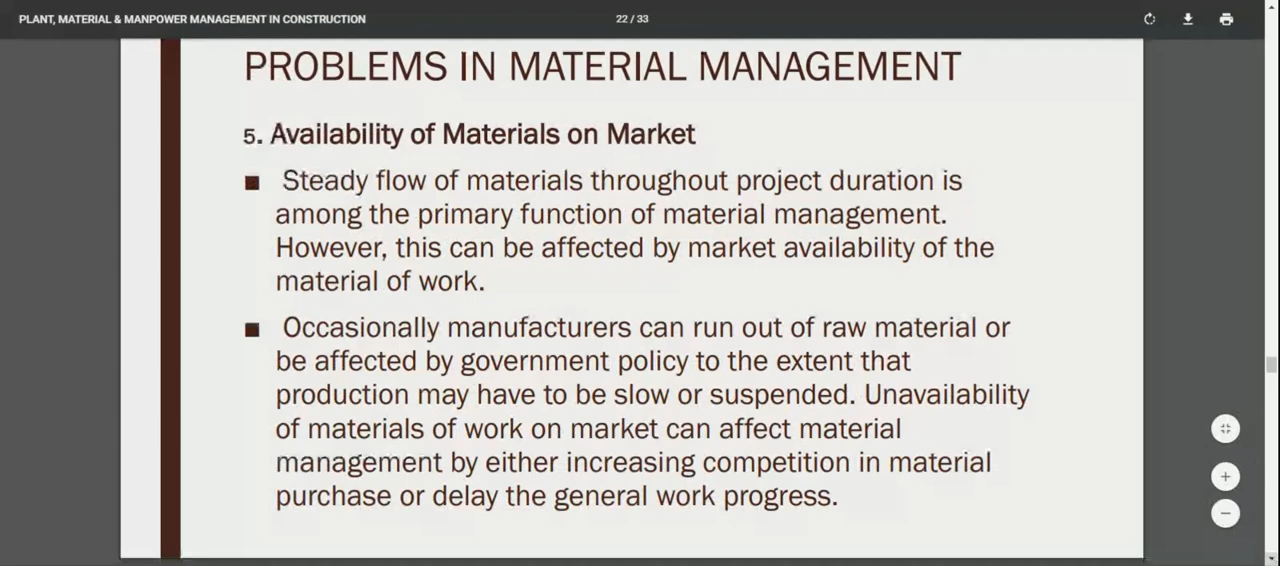 PLANT, MATERIAL & MANPOWER MANAGEMENT IN CONSTRUCTION
22 / 33
PROBLEMS IN MATERIAL MANAGEMENT
5. Availability of Materials on Market
■ Steady flow of materials throughout project duration is
among the primary function of material management.
However, this can be affected by market availability of the
material of work.
■ Occasionally manufacturers can run out of raw material or
be affected by government policy to the extent that
production may have to be slow or suspended. Unavailability
of materials of work on market can affect material
management by either increasing competition in material
purchase or delay the general work progress.